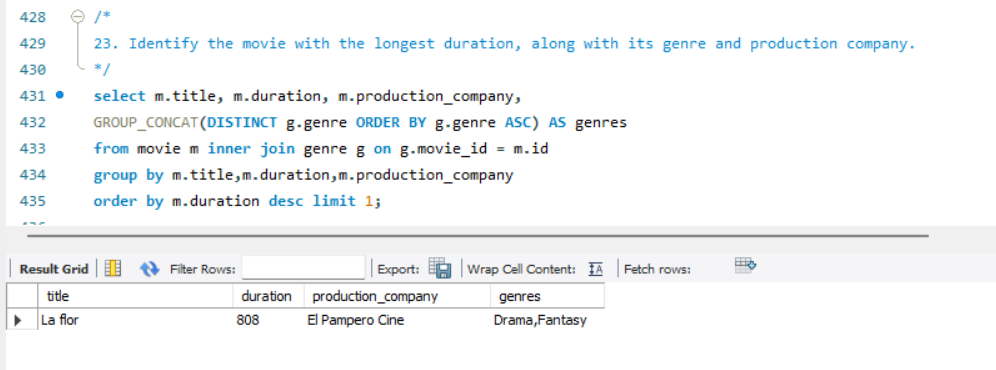 428 /*
429 23. Identify the movie with the longest duration, along with its genre and production company.
430 */
431 select m.title, m.duration, m.production_company,
432 GROUP_CONCAT(DISTINCT g.genre ORDER BY g.genre ASC) AS genres
433 from movie m inner join genre g on g.movie_id = m.id
434 group by m.title,m.duration,m.production_company
435 order by m.duration desc limit 1;
Result Grid Filter Rows: Export: Wrap Cell Content: IA Fetch rows:
title duration production_company genres
La flor 808 El Pampero Cine Drama,Fantasy